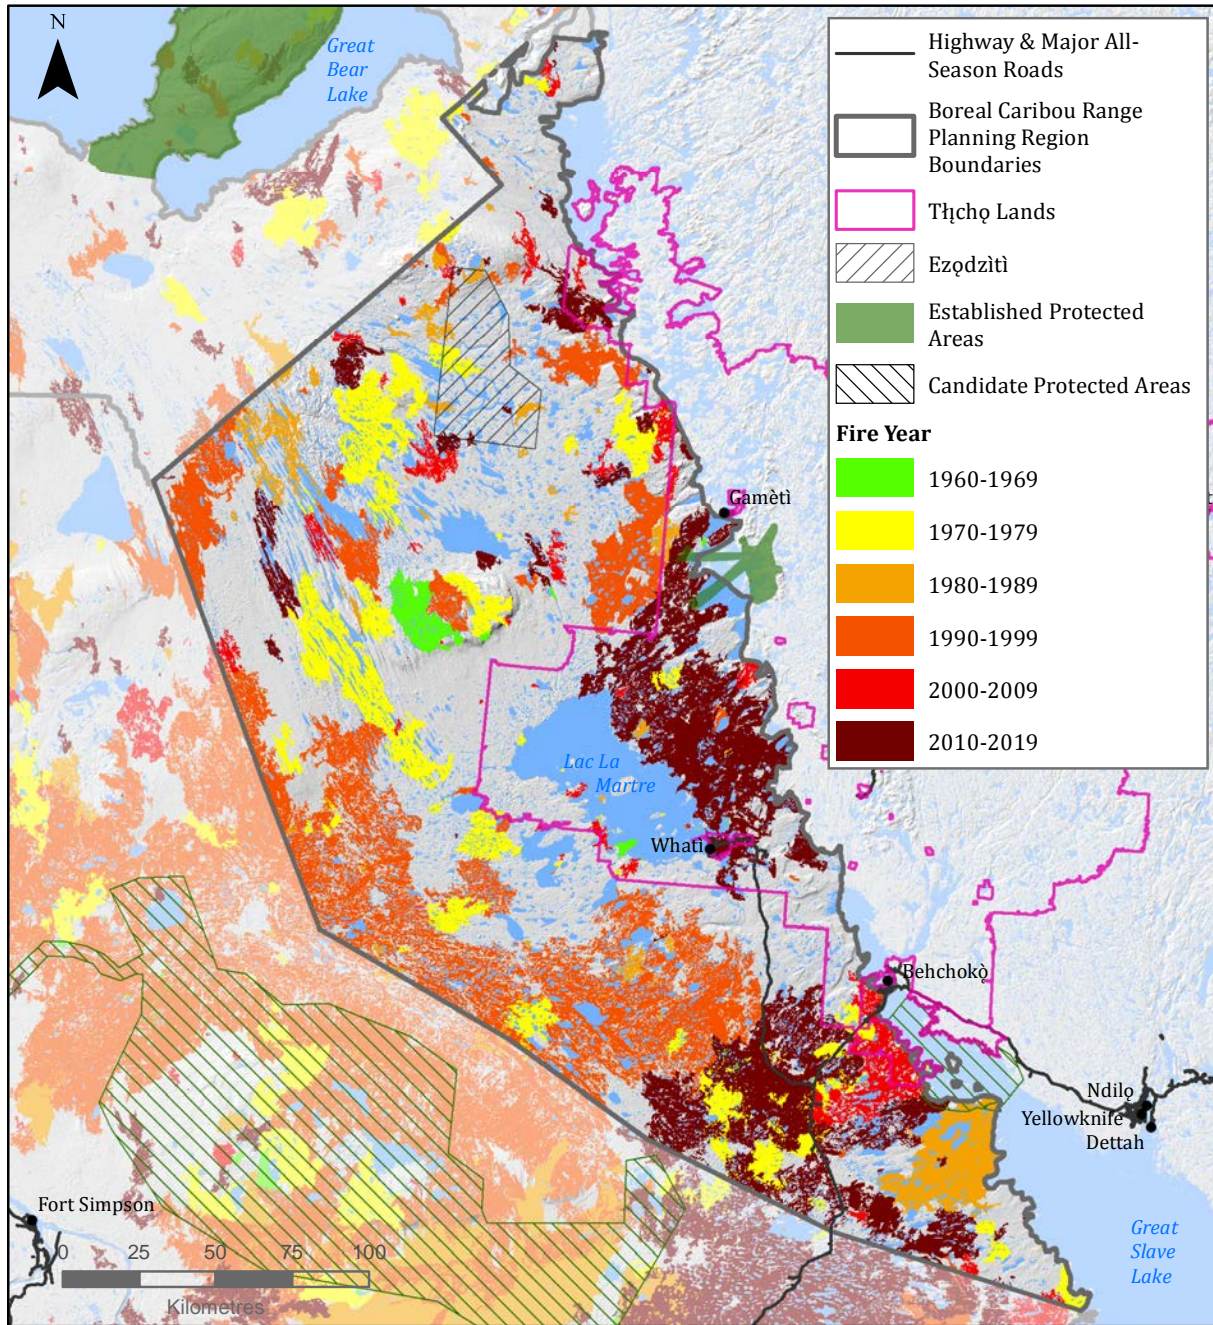 N
Great
Bear
Lake
Highway & Major All-
Season Roads
Boreal Caribou Range
Planning Region
Boundaries
Tłı̨chǫ Lands
Ezǫdzìtì
Established Protected
Areas
Candidate Protected Areas
Fire Year
1960-1969
1970-1979
1980-1989
1990-1999
2000-2009
2010-2019
Gamètì
Lac La
Martre
Whatì
Behchokǫ̀
Ndilǫ
Yellowknife
Dettah
Fort Simpson
Great
Slave
Lake
0 25 50 75 100
Kilometres